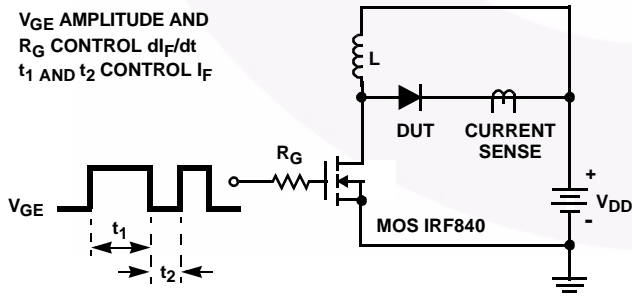 V_GE AMPLITUDE AND
R_G CONTROL dI_F/dt
t_1 AND t_2 CONTROL I_F
L
DUT
CURRENT
SENSE
R_G
+
V_DD
-
V_GE
MOS IRF840
t_1
t_2